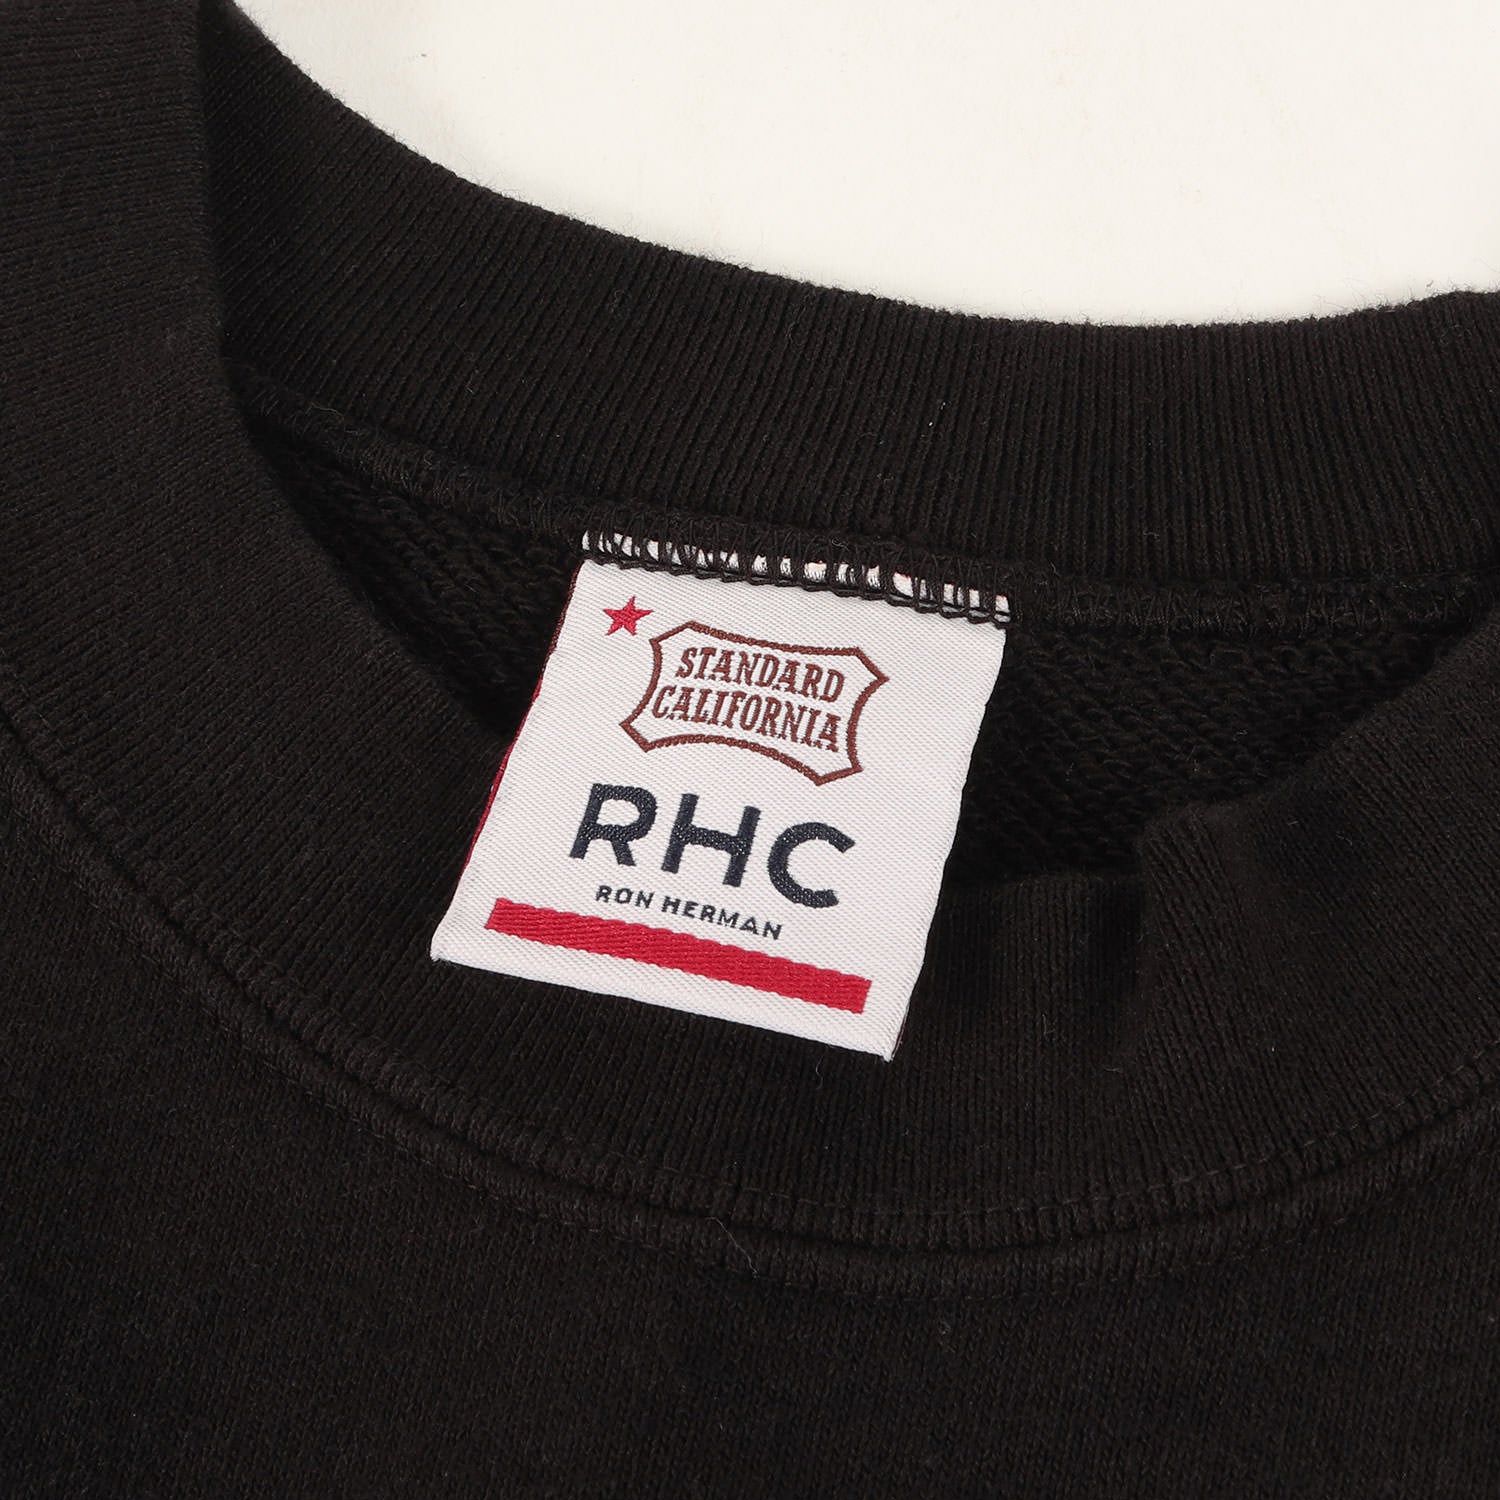 STANDARD
CALIFORNIA
RHC
RON HERMAN